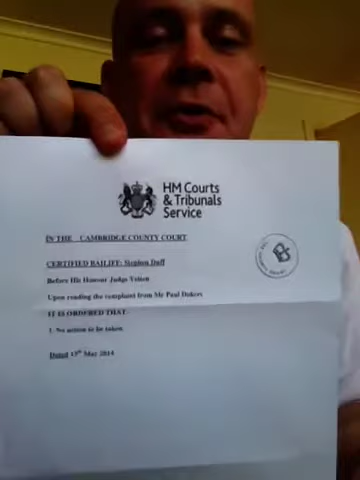 HM Courts
& Tribunals
Service
IN THE CAMBRIDGE COUNTY COURT
CERTIFIED BAILIFF: Stephen Duff
Before His Honour Judge Yelton
Upon reading the complaint from Mr Paul Dukers
IT IS ORDERED THAT
1. No action to be taken.
Dated 15th May 2014